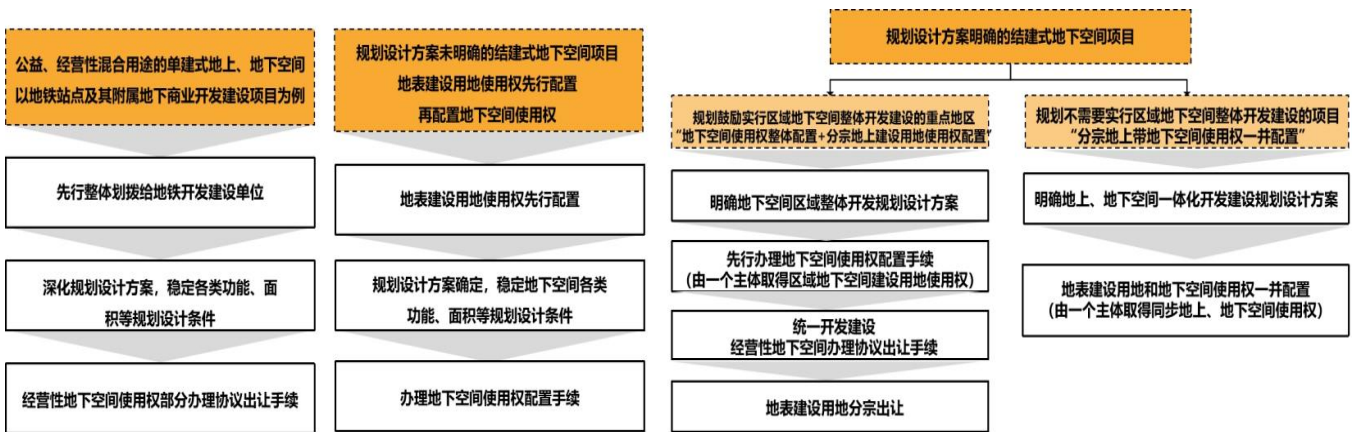 公益、经营性混合用途的单建式地上、地下空间
以地铁站点及其附属地下商业开发建设项目为例
先行整体划拨给地铁开发建设单位
深化规划设计方案，稳定各类功能、面
积等规划设计条件
经营性地下空间使用权部分办理协议出让手续
规划设计方案未明确的结建式地下空间项目
地表建设用地使用权先行配置
再配置地下空间使用权
地表建设用地使用权先行配置
规划设计方案确定，稳定地下空间各类
功能、面积等规划设计条件
办理地下空间使用权配置手续
规划设计方案明确的结建式地下空间项目
规划鼓励实行区域地下空间整体开发建设的重点地区
“地下空间使用权整体配置+分宗地上建设用地使用权配置”
明确地下空间区域整体开发规划设计方案
先行办理地下空间使用权配置手续
（由一个主体取得区域地下空间建设用地使用权）
统一开发建设
经营性地下空间办理协议出让手续
地表建设用地分宗出让
规划不需要实行区域地下空间整体开发建设的项目
“分宗地上带地下空间使用权一并配置”
明确地上、地下空间一体化开发建设规划设计方案
地表建设用地和地下空间使用权一并配置
（由一个主体取得同步地上、地下空间使用权）